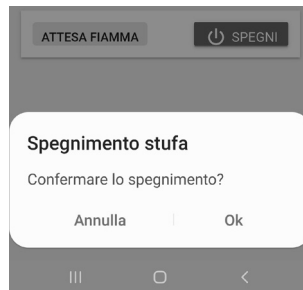 ATTESA FIAMMA
SPEGNI
Spegnimento stufa
Confermare lo spegnimento?
Annulla
Ok